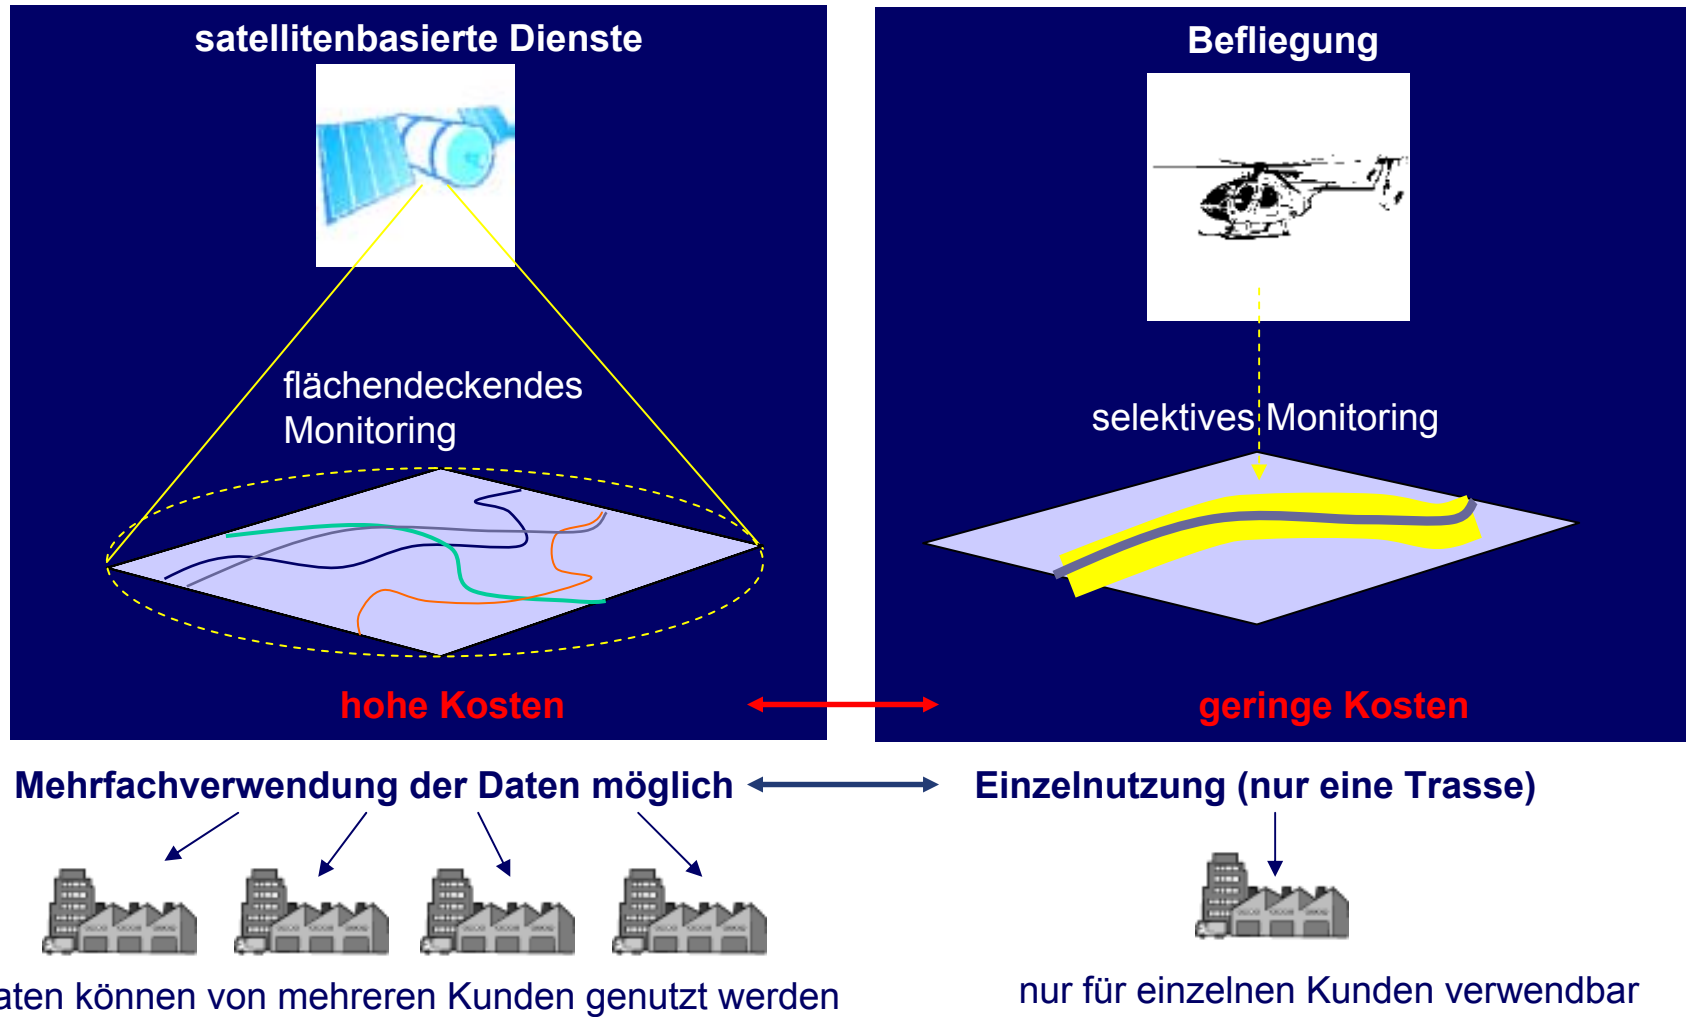 satellitenbasierte Dienste
flächendeckendes
Monitoring
hohe Kosten
Befliegung
selektives Monitoring
geringe Kosten
Mehrfachverwendung der Daten möglich
Einzelnutzung (nur eine Trasse)
aten können von mehreren Kunden genutzt werden
nur für einzelnen Kunden verwendbar